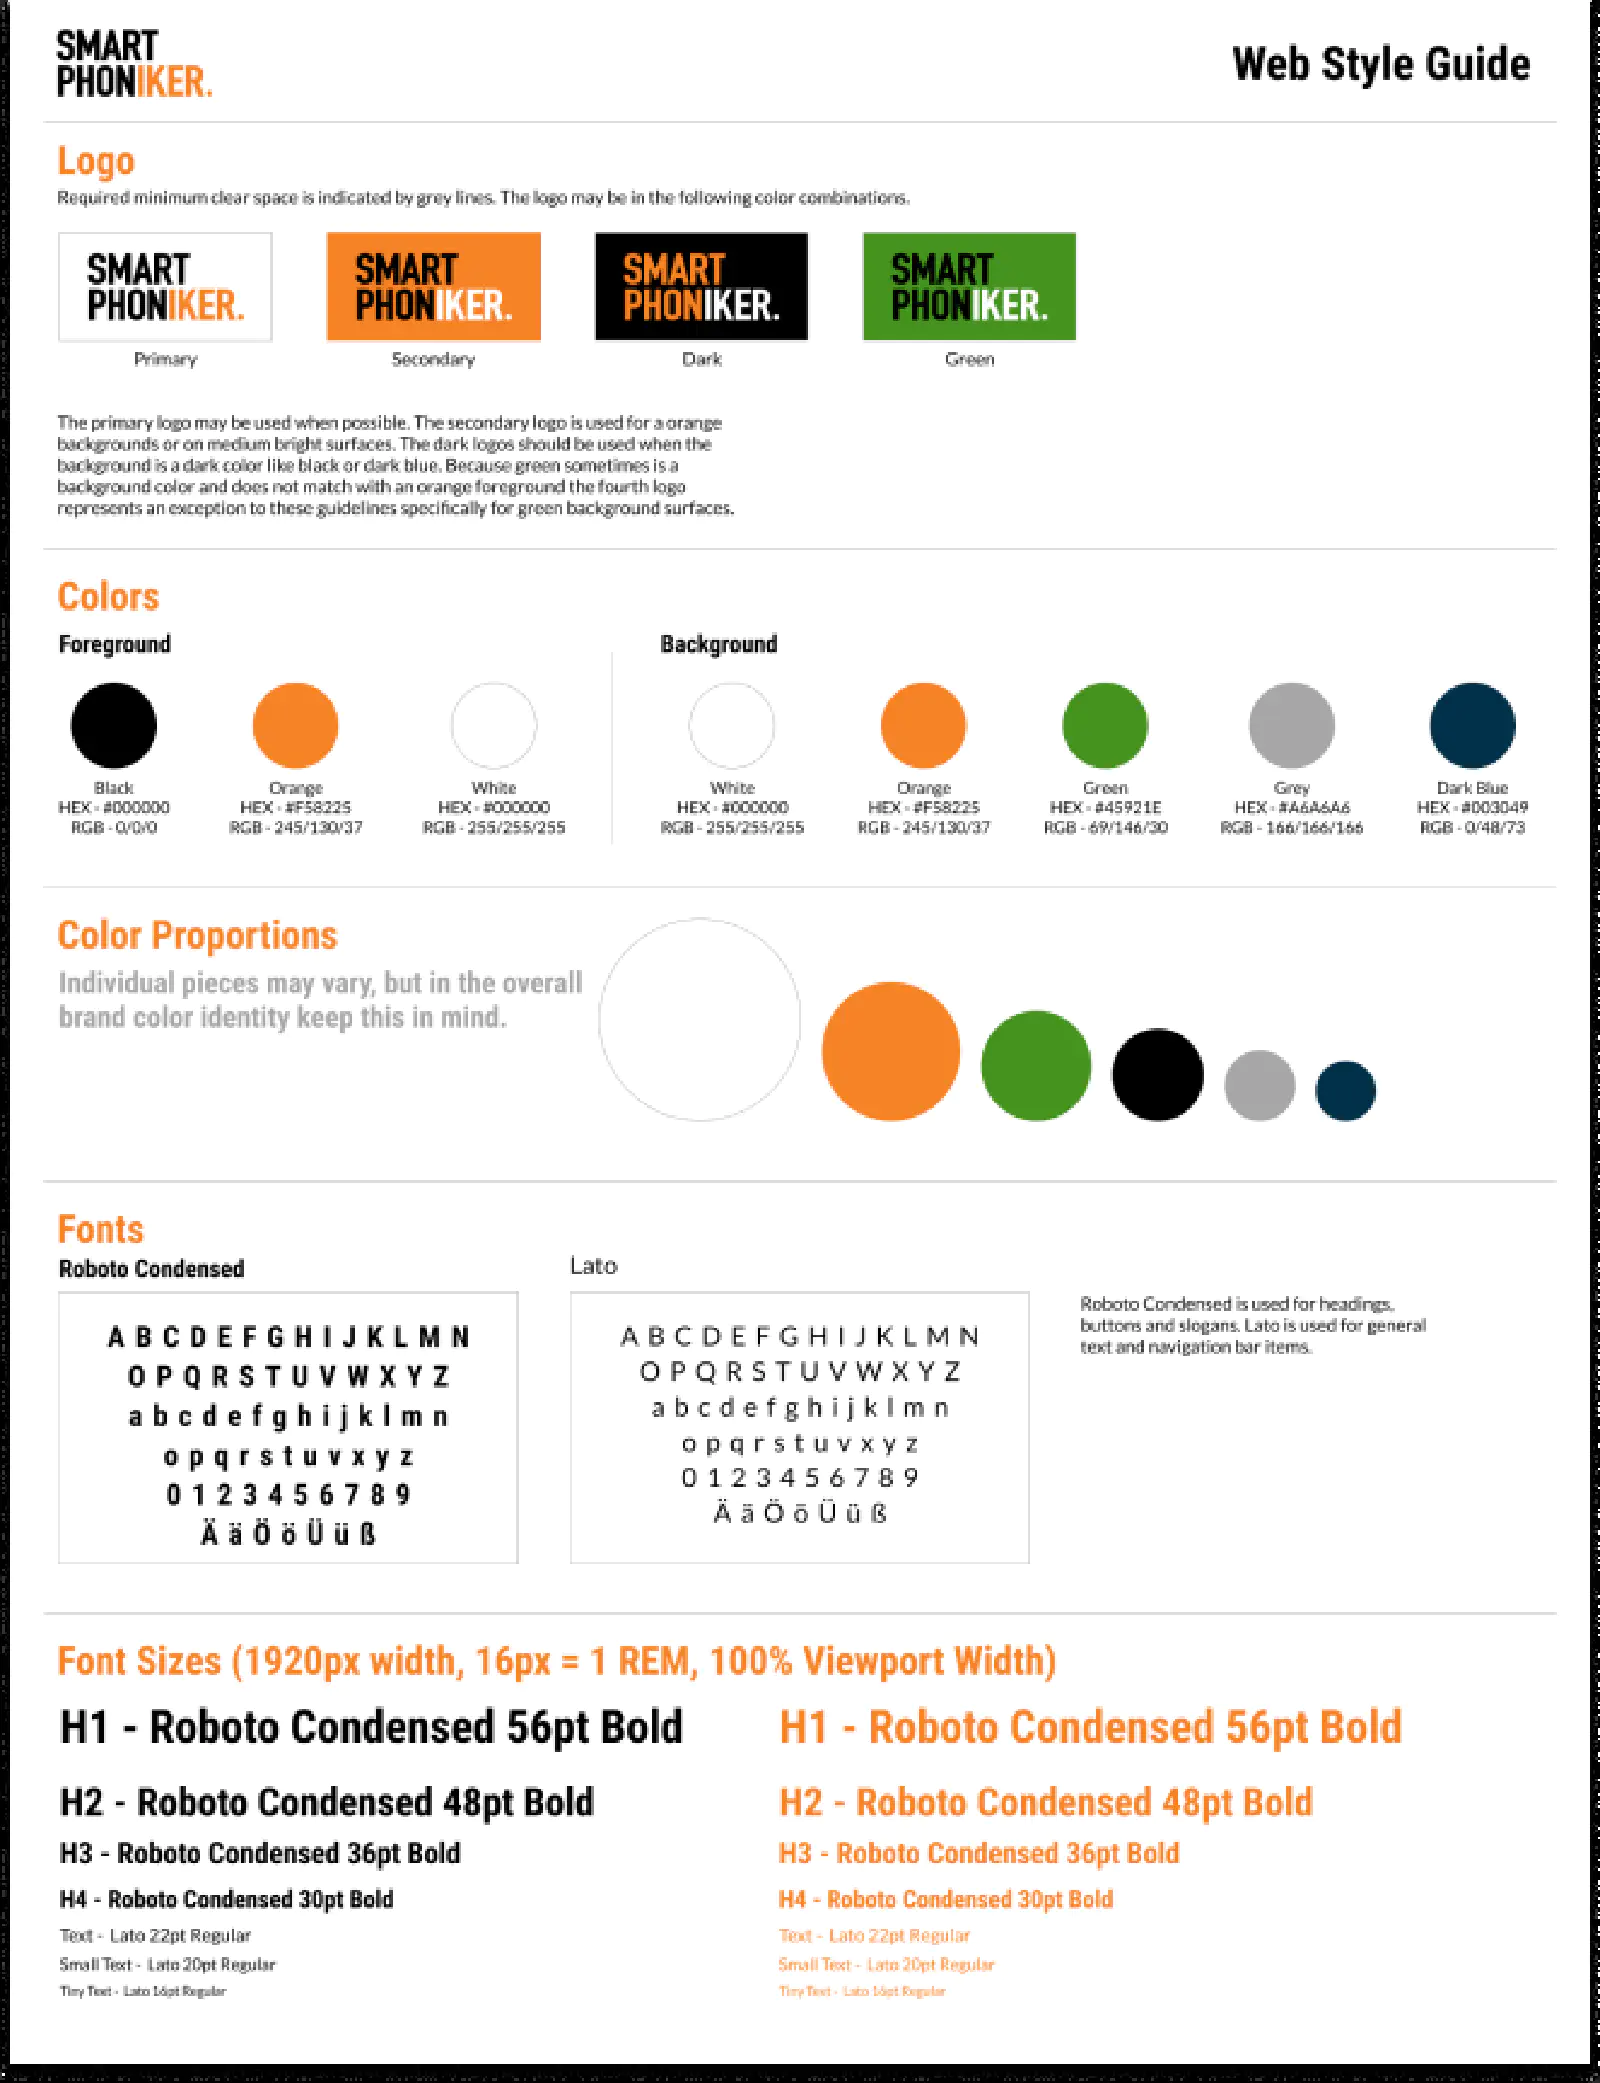 SMART
PHONIKER.
Web Style Guide
Logo
Required minimum clear space is indicated by grey lines. The logo may be in the following color combinations.
SMART
PHONIKER.
Primary
SMART
PHONIKER.
Secondary
SMART
PHONIKER.
Dark
SMART
PHONIKER.
Green
The primary logo may be used when possible. The secondary logo is used for a orange
backgrounds or on medium bright surfaces. The dark logos should be used when the
background is a dark color like black or dark blue. Because green sometimes is a
background color and does not match with an orange foreground the fourth logo
represents an exception to these guidelines specifically for green background surfaces.
Colors
Foreground
Black
HEX - #000000
RGB - 0/0/0
Orange
HEX - #F58225
RGB - 245/130/37
White
HEX - #000000
RGB - 255/255/255
Background
White
HEX - #000000
RGB - 255/255/255
Orange
HEX - #F58225
RGB - 245/130/37
Green
HEX - #45921E
RGB - 69/146/30
Grey
HEX - #A6A6A6
RGB - 166/166/166
Dark Blue
HEX - #003049
RGB - 0/48/73
Color Proportions
Individual pieces may vary, but in the overall
brand color identity keep this in mind.
Fonts
Roboto Condensed
A B C D E F G H I J K L M N
O P Q R S T U V W X Y Z
a b c d e f g h i j k l m n
o p q r s t u v x y z
0 1 2 3 4 5 6 7 8 9
Ä ä Ö ö Ü ü ß
Lato
A B C D E F G H I J K L M N
O P Q R S T U V W X Y Z
a b c d e f g h i j k l m n
o p q r s t u v x y z
0 1 2 3 4 5 6 7 8 9
Ä ä Ö ö Ü ü ß
Roboto Condensed is used for headings,
buttons and slogans. Lato is used for general
text and navigation bar items.
Font Sizes (1920px width, 16px = 1 REM, 100% Viewport Width)
H1 - Roboto Condensed 56pt Bold
H2 - Roboto Condensed 48pt Bold
H3 - Roboto Condensed 36pt Bold
H4 - Roboto Condensed 30pt Bold
Text - Lato 22pt Regular
Small Text - Lato 20pt Regular
Tiny Text - Lato 16pt Regular
H1 - Roboto Condensed 56pt Bold
H2 - Roboto Condensed 48pt Bold
H3 - Roboto Condensed 36pt Bold
H4 - Roboto Condensed 30pt Bold
Text - Lato 22pt Regular
Small Text - Lato 20pt Regular
Tiny Text - Lato 16pt Regular